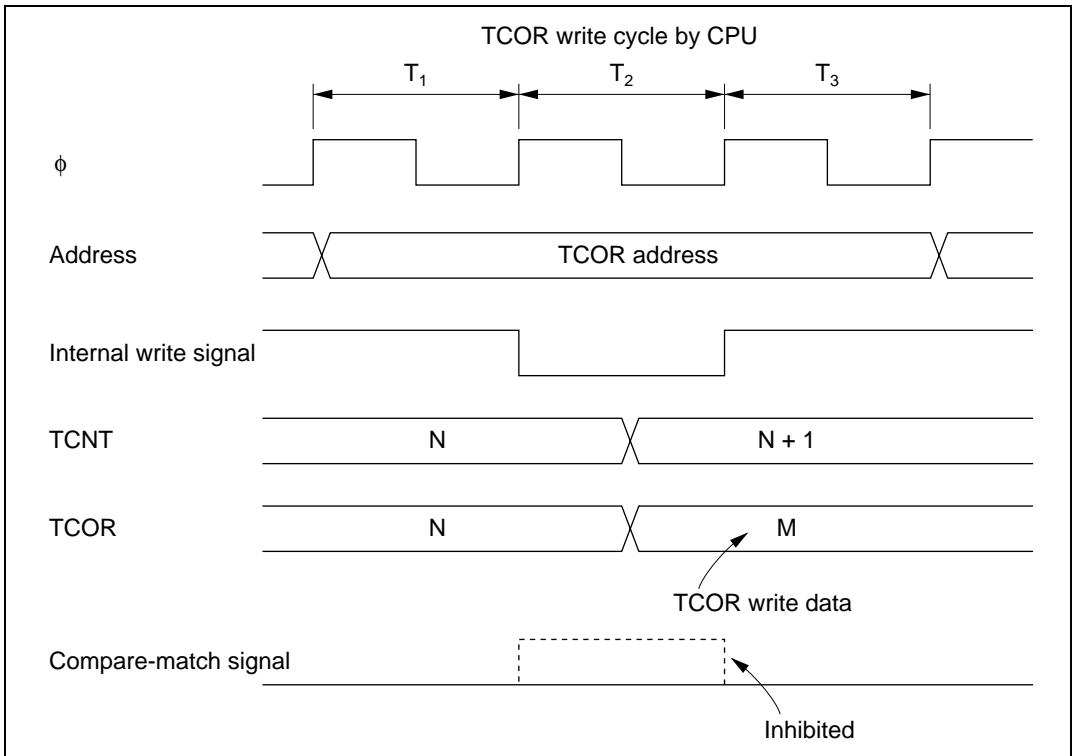 TCOR write cycle by CPU
T₁ T₂ T₃
ϕ
Address TCOR address
Internal write signal
TCNT N N + 1
TCOR N M
TCOR write data
Compare-match signal
Inhibited